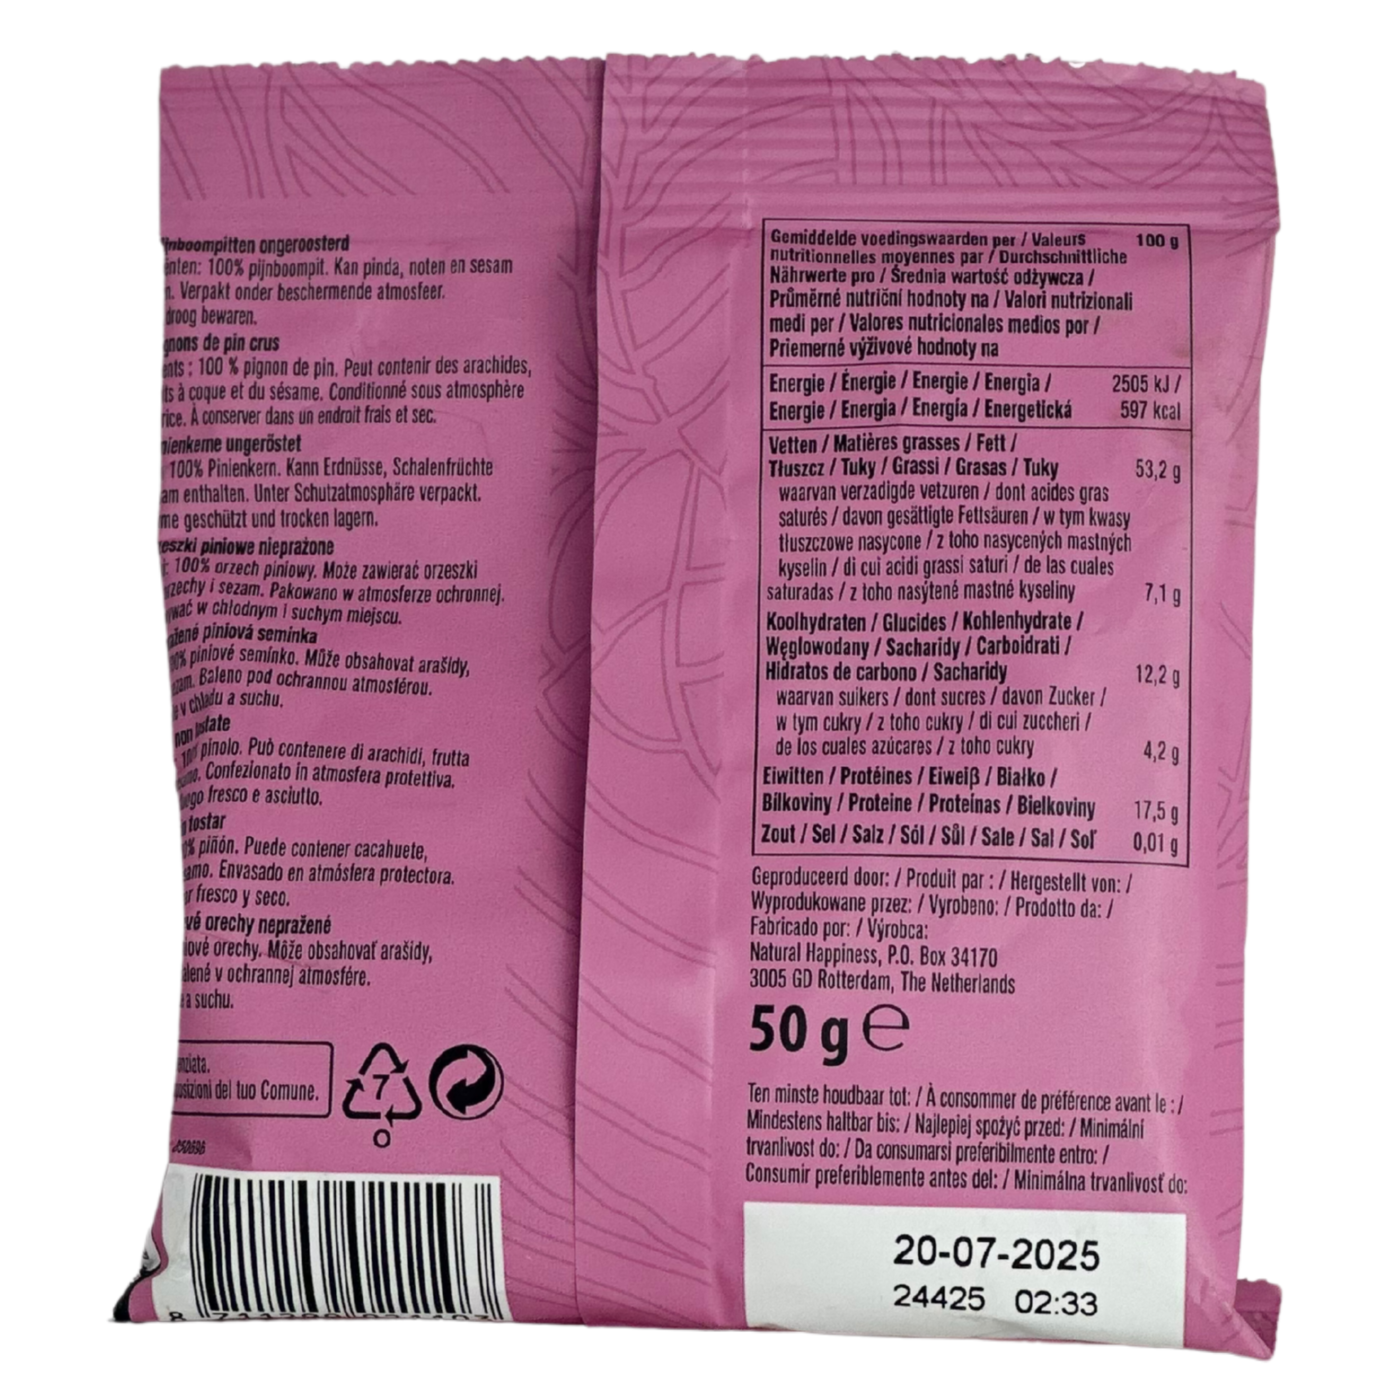 ongeroosterd
100% pijnboompit. Kan pinda, noten en sesam
Verpakt onder beschermende atmosfeer.
droog bewaren.
de pin crus
: 100 % pignon de pin. Peut contenir des arachides,
à coque et du sésame. Conditionné sous atmosphère
À conserver dans un endroit frais et sec.
ungeröstet
100% Pinienkern. Kann Erdnüsse, Schalenfrüchte
enthalten. Unter Schutzatmosphäre verpackt.
geschützt und trocken lagern.
piniowe nieprażone
100% orzech piniowy. Może zawierać orzeszki
i sezam. Pakowano w atmosferze ochronnej.
w chłodnym i suchym miejscu.
piniová semínka
piniové semínko. Může obsahovat arašídy,
Baleno pod ochrannou atmosférou.
v chladu a suchu.
non tostate
pinolo. Può contenere di arachidi, frutta
Confezionato in atmosfera protettiva.
fresco e asciutto.
tostar
piñón. Puede contener cacahuete,
Envasado en atmósfera protectora.
fresco y seco.
orechy nepražené
orechy. Môže obsahovať arašidy,
v ochrannej atmosfére.
a suchu.
del tuo Comune.
7
O
Gemiddelde voedingswaarden per / Valeurs 100 g
nutritionnelles moyennes par / Durchschnittliche
Nährwerte pro / Średnia wartość odżywcza /
Průměrné nutriční hodnoty na / Valori nutrizionali
medi per / Valores nutricionales medios por /
Priemerné výživové hodnoty na
Energie / Énergie / Energie / Energia / 2505 kJ /
Energie / Energia / Energía / Energetická 597 kcal
Vetten / Matières grasses / Fett /
Tłuszcz / Tuky / Grassi / Grasas / Tuky 53,2 g
waarvan verzadigde vetzuren / dont acides gras
saturés / davon gesättigte Fettsäuren / w tym kwasy
tłuszczowe nasycone / z toho nasycených mastných
kyselin / di cui acidi grassi saturi / de las cuales
saturadas / z toho nasýtené mastné kyseliny 7,1 g
Koolhydraten / Glucides / Kohlenhydrate /
Węglowodany / Sacharidy / Carboidrati /
Hidratos de carbono / Sacharidy 12,2 g
waarvan suikers / dont sucres / davon Zucker /
w tym cukry / z toho cukry / di cui zuccheri /
de los cuales azúcares / z toho cukry 4,2 g
Eiwitten / Protéines / Eiweiß / Białko /
Bílkoviny / Proteine / Proteínas / Bielkoviny 17,5 g
Zout / Sel / Salz / Sól / Sůl / Sale / Sal / Soľ 0,01 g
Geproduceerd door: / Produit par : / Hergestellt von: /
Wyprodukowane przez: / Vyrobeno: / Prodotto da: /
Fabricado por: / Výrobca:
Natural Happiness, P.O. Box 34170
3005 GD Rotterdam, The Netherlands
50 g e
Ten minste houdbaar tot: / À consommer de préférence avant le : /
Mindestens haltbar bis: / Najlepiej spożyć przed: / Minimální
trvanlivost do: / Da consumarsi preferibilmente entro: /
Consumir preferiblemente antes del: / Minimálna trvanlivosť do:
20-07-2025
24425 02:33